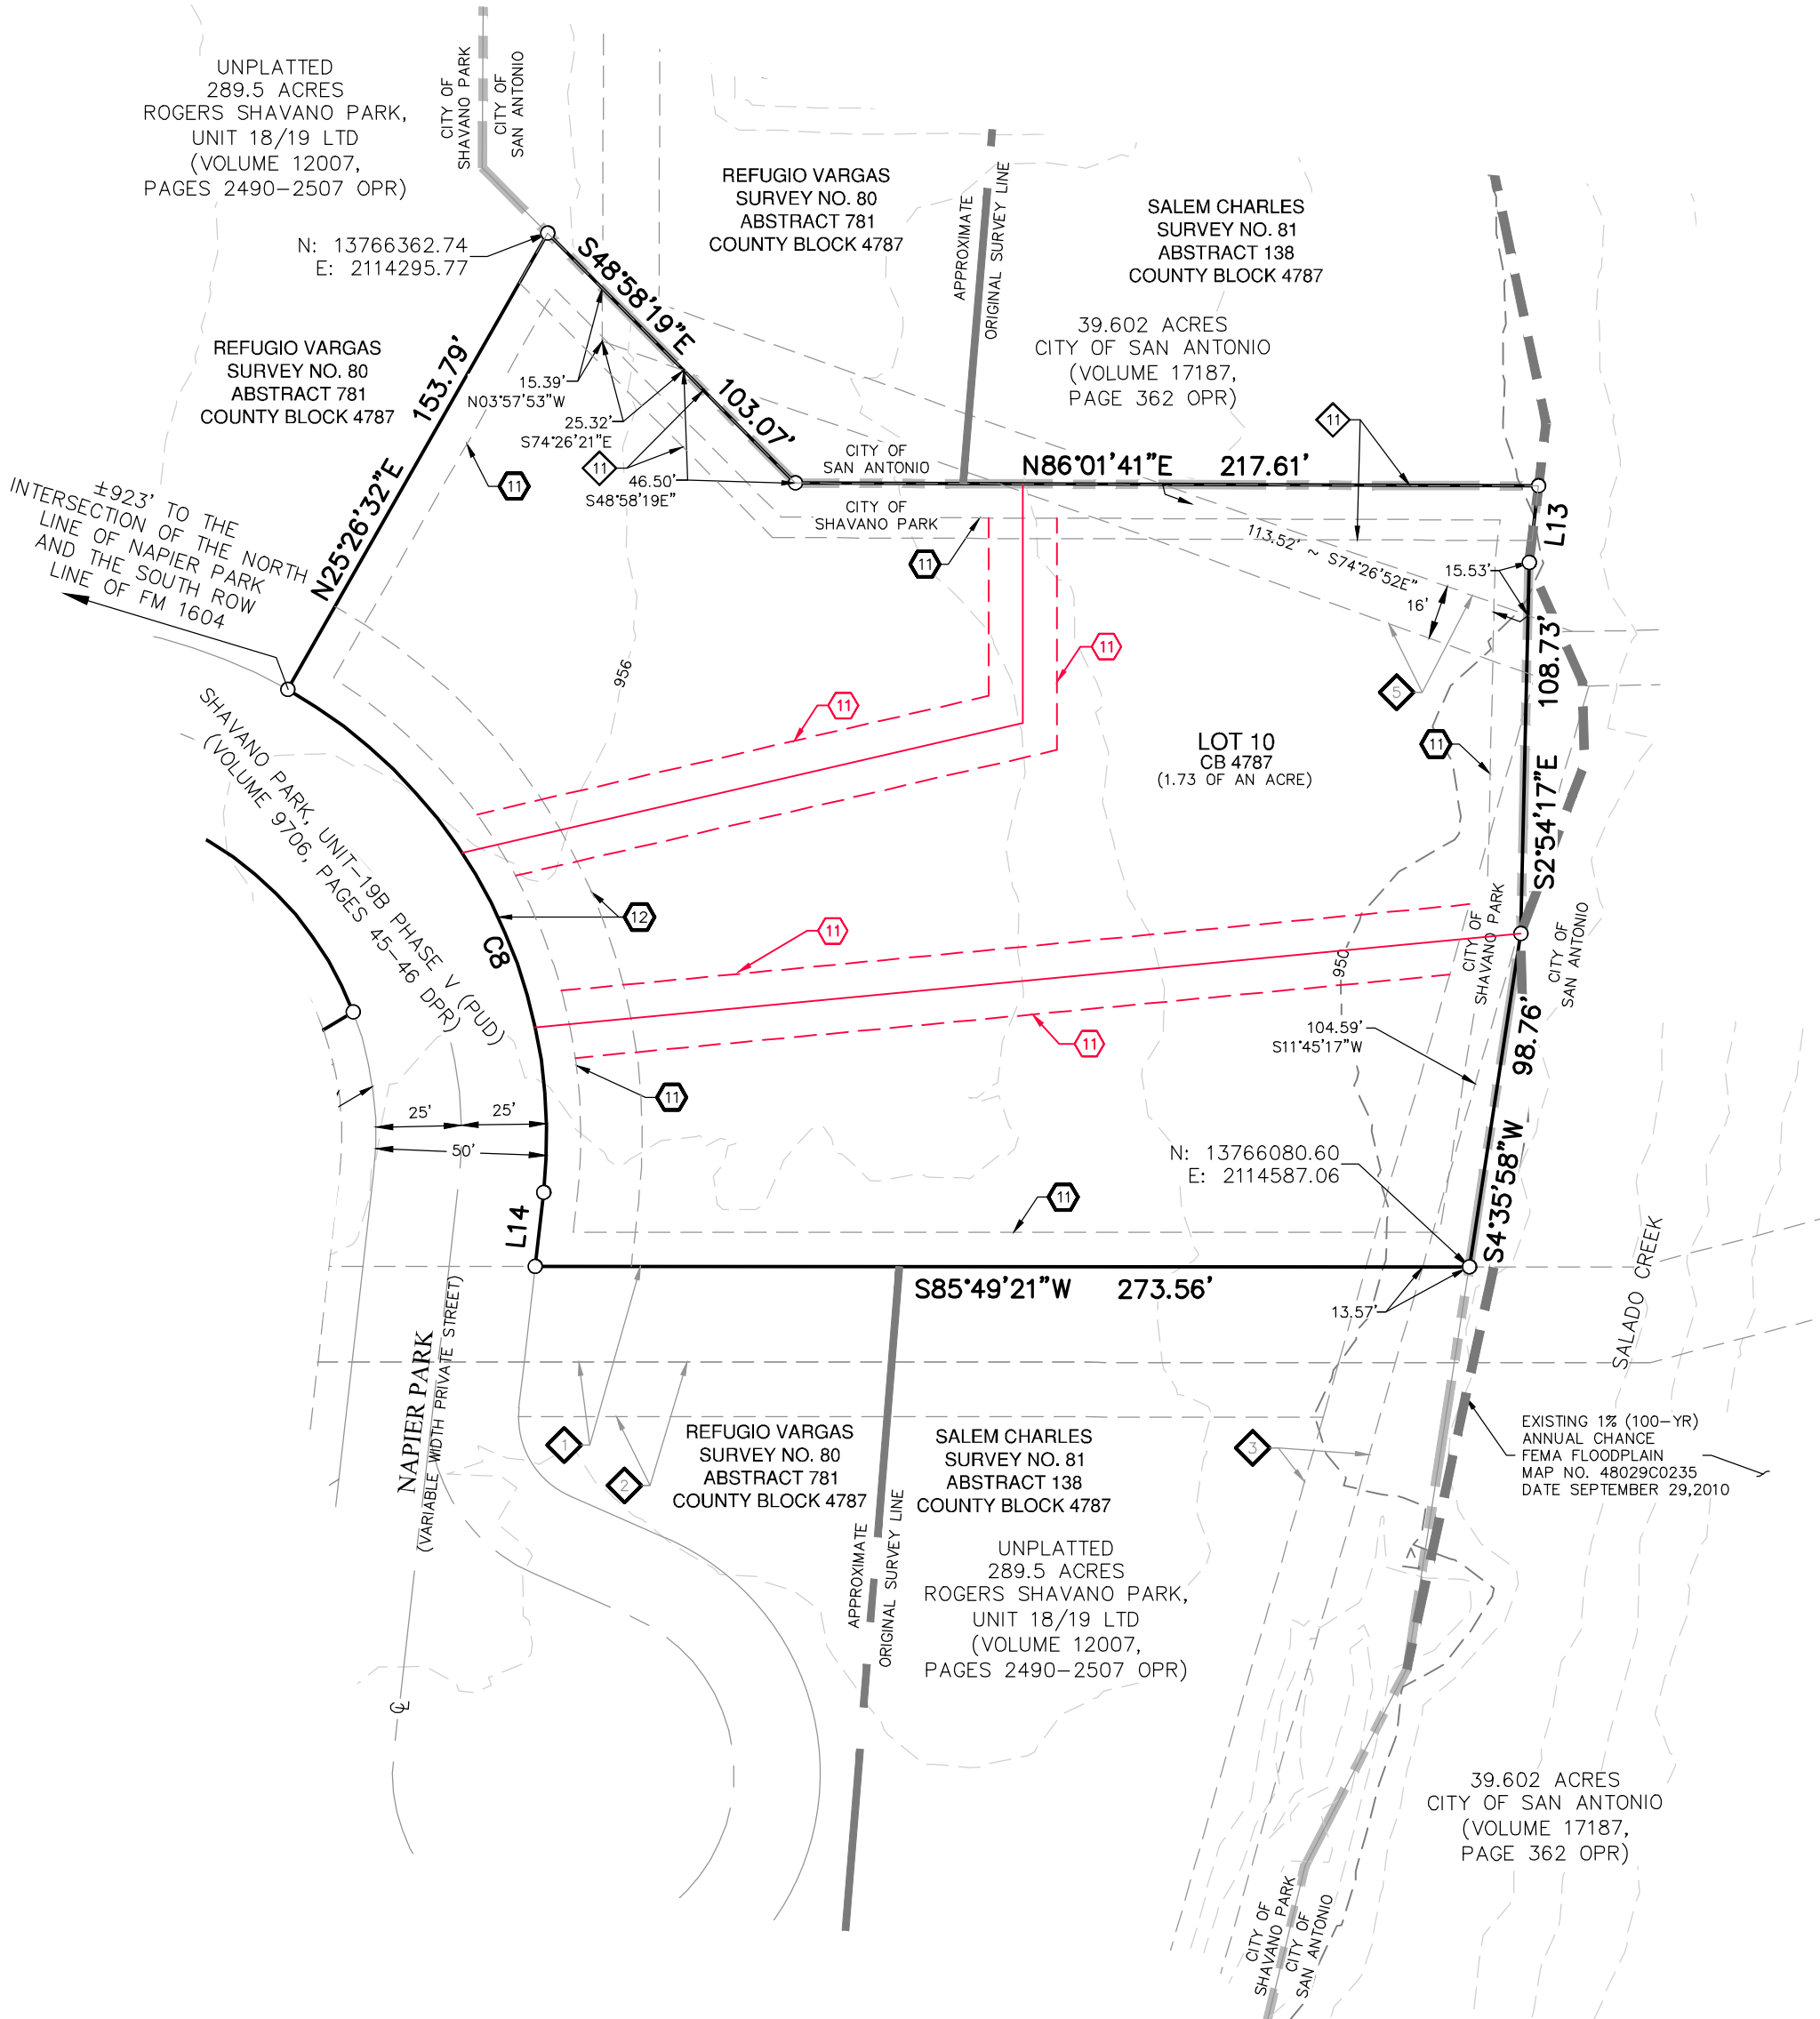 UNPLATTED
289.5 ACRES
ROGERS SHAVANO PARK,
UNIT 18/19 LTD
(VOLUME 12007,
PAGES 2490-2507 OPR)
CITY OF
SHAVANO PARK
CITY OF
SAN ANTONIO
REFUGIO VARGAS
SURVEY NO. 80
ABSTRACT 781
COUNTY BLOCK 4787
APPROXIMATE
ORIGINAL SURVEY LINE
SALEM CHARLES
SURVEY NO. 81
ABSTRACT 138
COUNTY BLOCK 4787
39.602 ACRES
CITY OF SAN ANTONIO
(VOLUME 17187,
PAGE 362 OPR)
N: 13766362.74
E: 2114295.77
S48°58'19"E
103.07'
REFUGIO VARGAS
SURVEY NO. 80
ABSTRACT 781
COUNTY BLOCK 4787
N25°26'32"E
153.79'
15.39'
N03°57'53"W
25.32'
S74°26'21"E
11
46.50'
S48°58'19E"
11
CITY OF
SAN ANTONIO
CITY OF
SHAVANO PARK
N86°01'41"E 217.61'
11
L13
±923' TO THE
INTERSECTION OF THE NORTH
LINE OF NAPIER PARK
AND THE SOUTH ROW
LINE OF FM 1604
11
113.52' ~ S74°26'52E"
15.53'
16'
5
S2°54'17"E
108.73'
956
11
11
LOT 10
CB 4787
(1.73 OF AN ACRE)
11
SHAVANO PARK, UNIT-19B PHASE V (PUD)
(VOLUME 9706, PAGES 45-46 DPR)
C8
12
11
11
11
950
CITY OF
SHAVANO PARK
CITY OF
SAN ANTONIO
104.59'
S11°45'17"W
S4°35'58"W
98.76'
25'
25'
50'
N: 13766080.60
E: 2114587.06
11
L14
S85°49'21"W 273.56'
13.57'
SALADO CREEK
NAPIER PARK
(VARIABLE WIDTH PRIVATE STREET)
1
2
REFUGIO VARGAS
SURVEY NO. 80
ABSTRACT 781
COUNTY BLOCK 4787
SALEM CHARLES
SURVEY NO. 81
ABSTRACT 138
COUNTY BLOCK 4787
3
EXISTING 1% (100-YR)
ANNUAL CHANCE
FEMA FLOODPLAIN
MAP NO. 48029C0235
DATE SEPTEMBER 29,2010
APPROXIMATE
ORIGINAL SURVEY LINE
UNPLATTED
289.5 ACRES
ROGERS SHAVANO PARK,
UNIT 18/19 LTD
(VOLUME 12007,
PAGES 2490-2507 OPR)
℄
39.602 ACRES
CITY OF SAN ANTONIO
(VOLUME 17187,
PAGE 362 OPR)
CITY OF
SHAVANO PARK
CITY OF
SAN ANTONIO